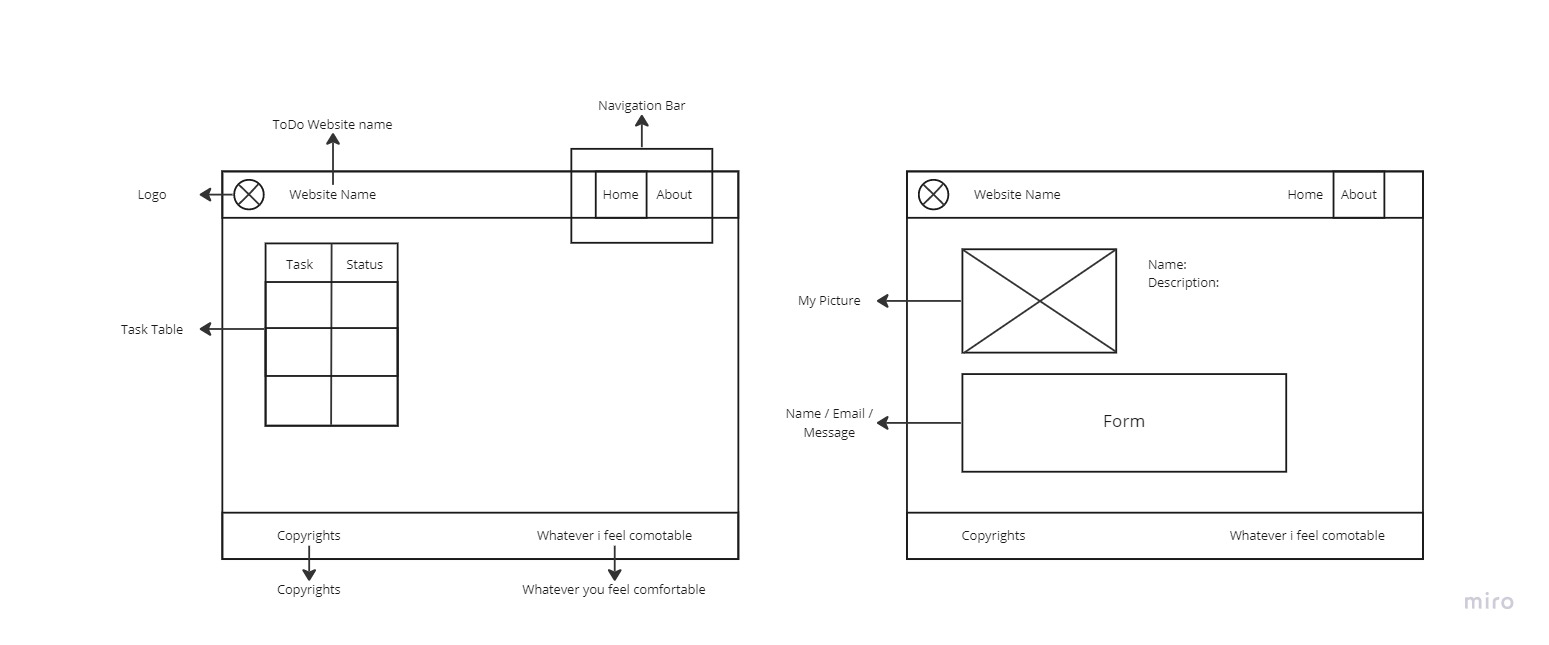 Navigation Bar
ToDo Website name
Logo
Website Name
Home
About
Task
Status
Task Table
Copyrights
Whatever i feel comotable
Copyrights
Whatever you feel comfortable
Website Name
Home
About
My Picture
Name:
Description:
Name / Email /
Message
Form
Copyrights
Whatever i feel comotable
miro